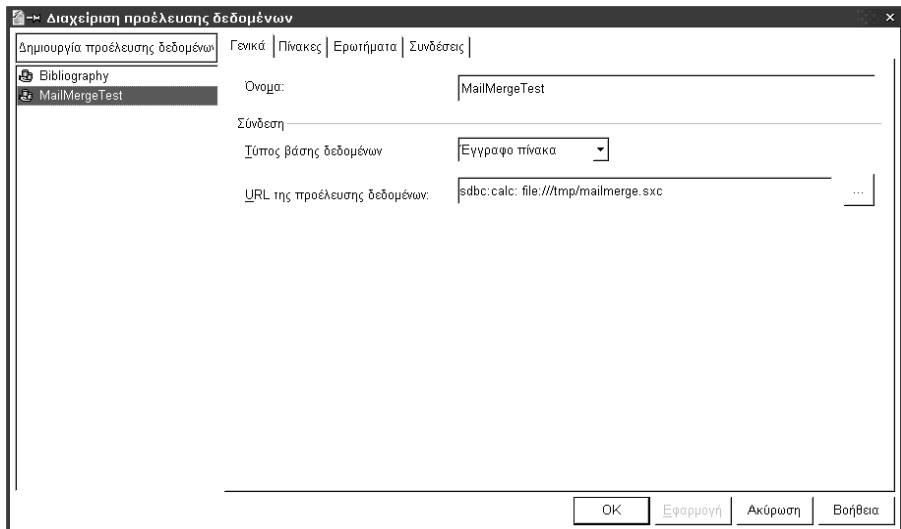 Διαχείριση προέλευσης δεδομένων
Δημιουργία προέλευσης δεδομένων
Γενικά Πίνακες Ερωτήματα Συνδέσεις
Bibliography
MailMergeTest
Όνομα:
MailMergeTest
Σύνδεση
Τύπος βάσης δεδομένων
Έγγραφο πίνακα
URL της προέλευσης δεδομένων:
sdbc:calc: file:///tmp/mailmerge.sxc
...
OK Εφαρμογή Ακύρωση Βοήθεια